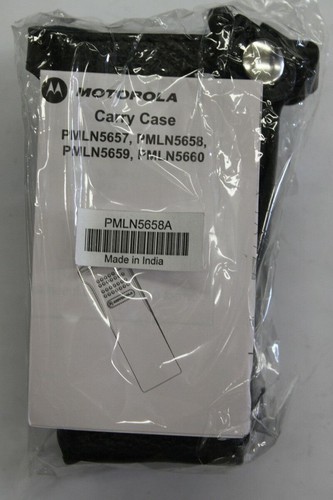 MOTOROLA
Carry Case
PMLN5657, PMLN5658,
PMLN5659, PMLN5660
PMLN5658A
Made in India